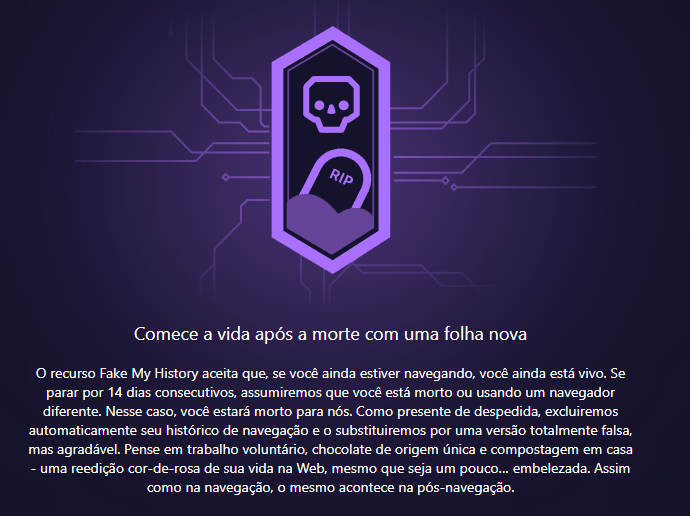 RIP
Comece a vida após a morte com uma folha nova
O recurso Fake My History aceita que, se você ainda estiver navegando, você ainda está vivo. Se
parar por 14 dias consecutivos, assumiremos que você está morto ou usando um navegador
diferente. Nesse caso, você estará morto para nós. Como presente de despedida, excluiremos
automaticamente seu histórico de navegação e o substituiremos por uma versão totalmente falsa,
mas agradável. Pense em trabalho voluntário, chocolate de origem única e compostagem em casa
- uma reedição cor-de-rosa de sua vida na Web, mesmo que seja um pouco... embelezada. Assim
como na navegação, o mesmo acontece na pós-navegação.